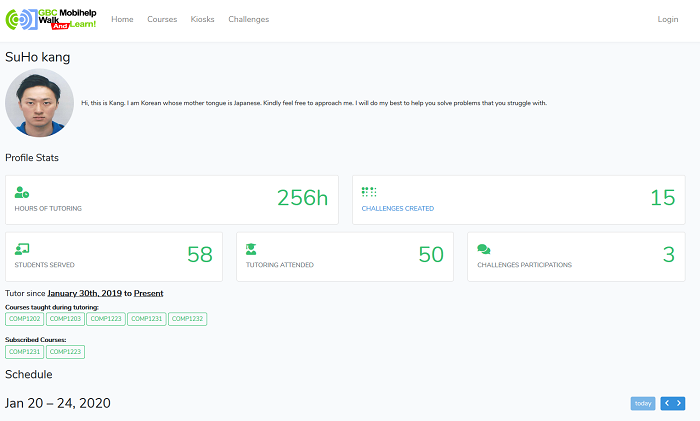 GBC Mobihelp
Walk And Learn!
Home Courses Kiosks Challenges Login
SuHo kang
Hi, this is Kang. I am Korean whose mother tongue is Japanese. Kindly feel free to approach me. I will do my best to help you solve problems that you struggle with.
Profile Stats
256h
HOURS OF TUTORING
15
CHALLENGES CREATED
58
STUDENTS SERVED
50
TUTORING ATTENDED
3
CHALLENGES PARTICIPATIONS
Tutor since January 30th, 2019 to Present
Courses taught during tutoring:
COMP1202 COMP1203 COMP1223 COMP1231 COMP1232
Subscribed Courses:
COMP1231 COMP1223
Schedule
Jan 20 – 24, 2020 today